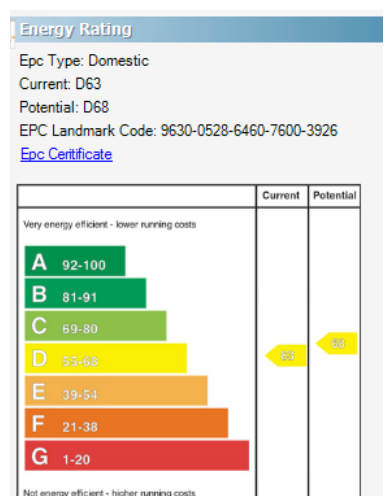 Energy Rating
Epc Type: Domestic
Current: D63
Potential: D68
EPC Landmark Code: 9630-0528-6460-7600-3926
Epc Ceritificate
Current Potential
Very energy efficient - lower running costs
A 92-100
B 81-91
C 69-80
D 55-68
63
68
E 39-54
F 21-38
G 1-20
Not energy efficient - higher running costs